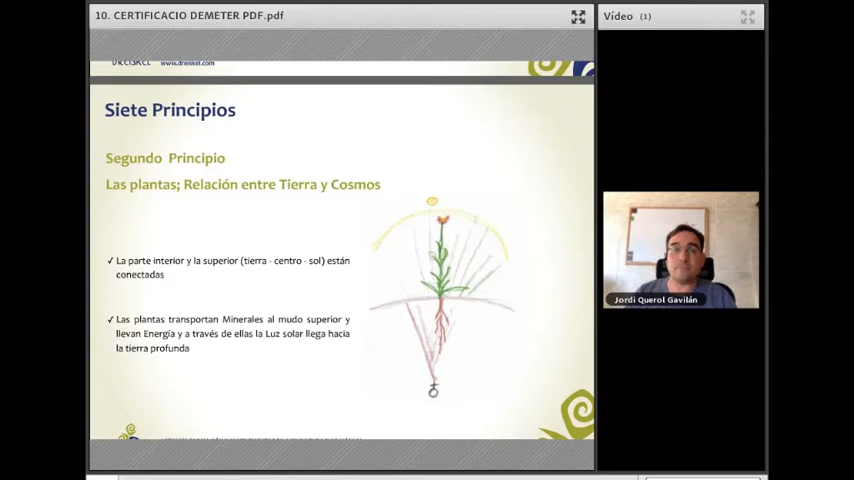 10. CERTIFICACIO DEMETER PDF.pdf
Vídeo (1)
www.dreiskel.com
Siete Principios
Segundo Principio
Las plantas; Relación entre Tierra y Cosmos
✓ La parte interior y la superior (tierra - centro - sol) están
conectadas
✓ Las plantas transportan Minerales al mudo superior y
llevan Energía y a través de ellas la Luz solar llega hacia
la tierra profunda
Jordi Querol Gavilán